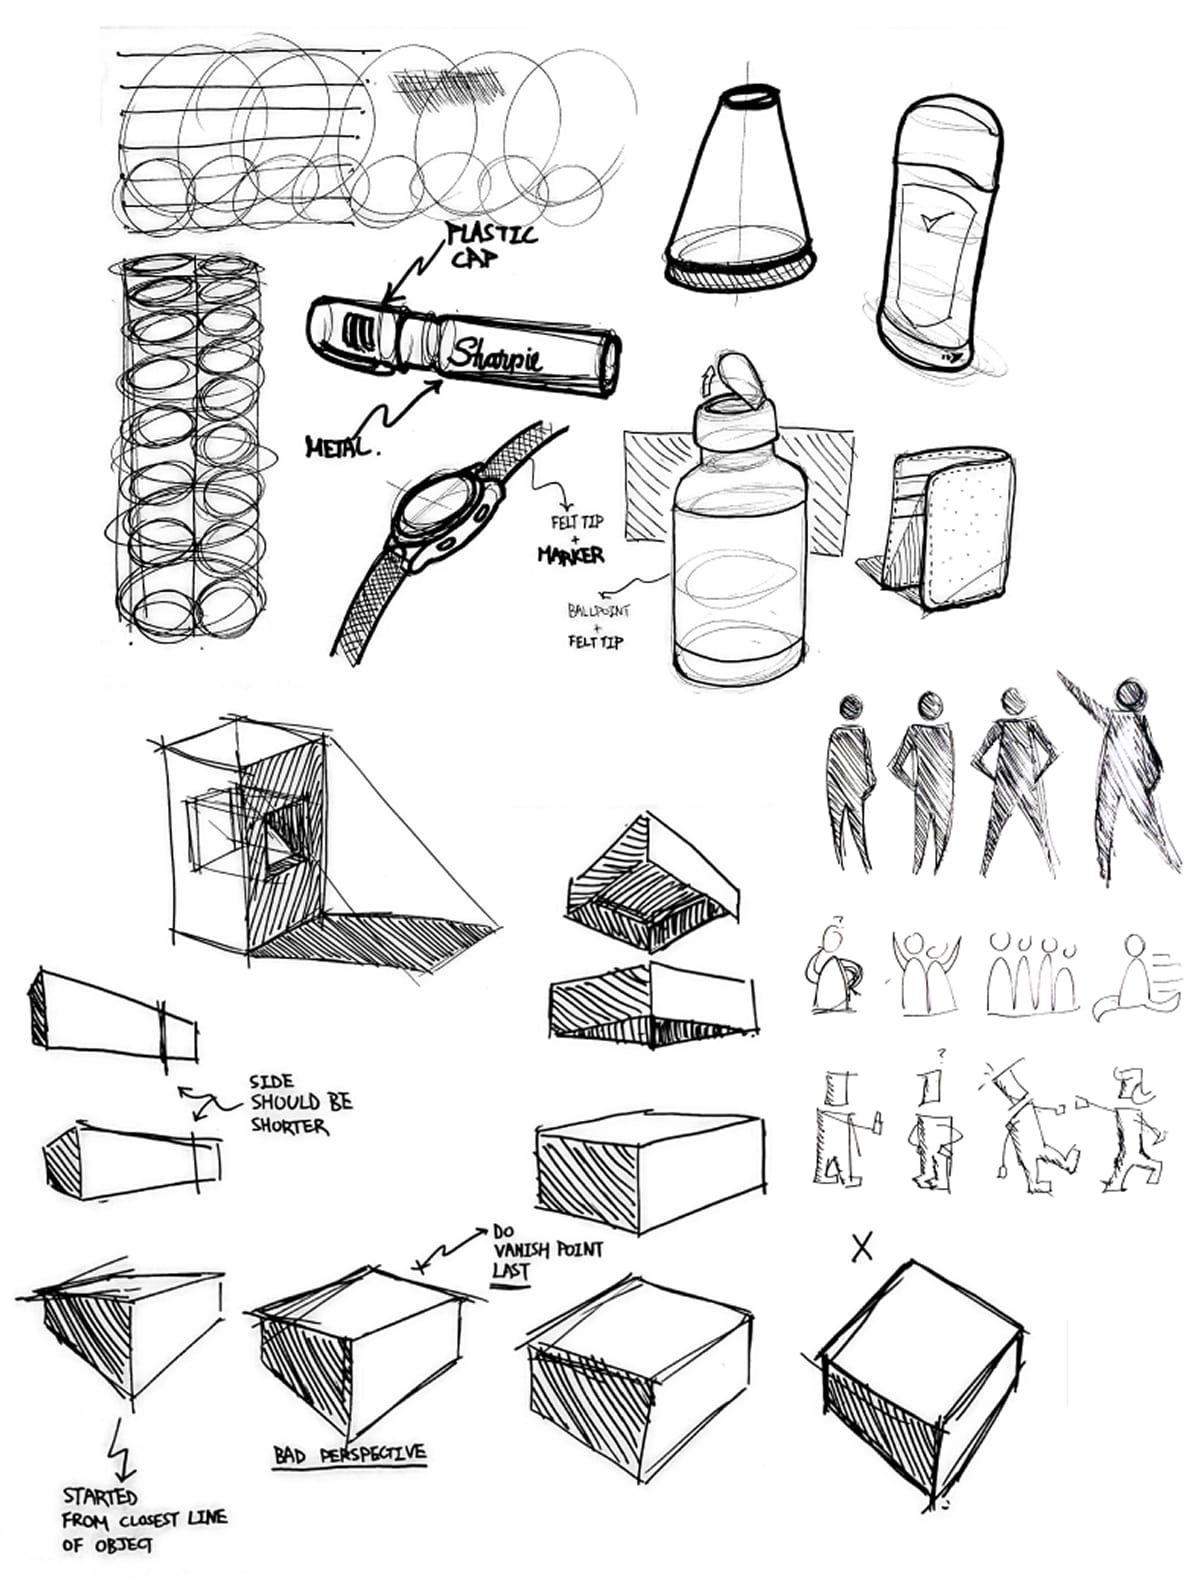 PLASTIC
CAP
Sharpie
METAL.
FELT TIP
+
MARKER
BALLPOINT
+
FELT TIP
?
SIDE
SHOULD BE
SHORTER
?
DO
VANISH POINT
LAST
X
BAD PERSPECTIVE
STARTED
FROM CLOSEST LINE
OF OBJECT